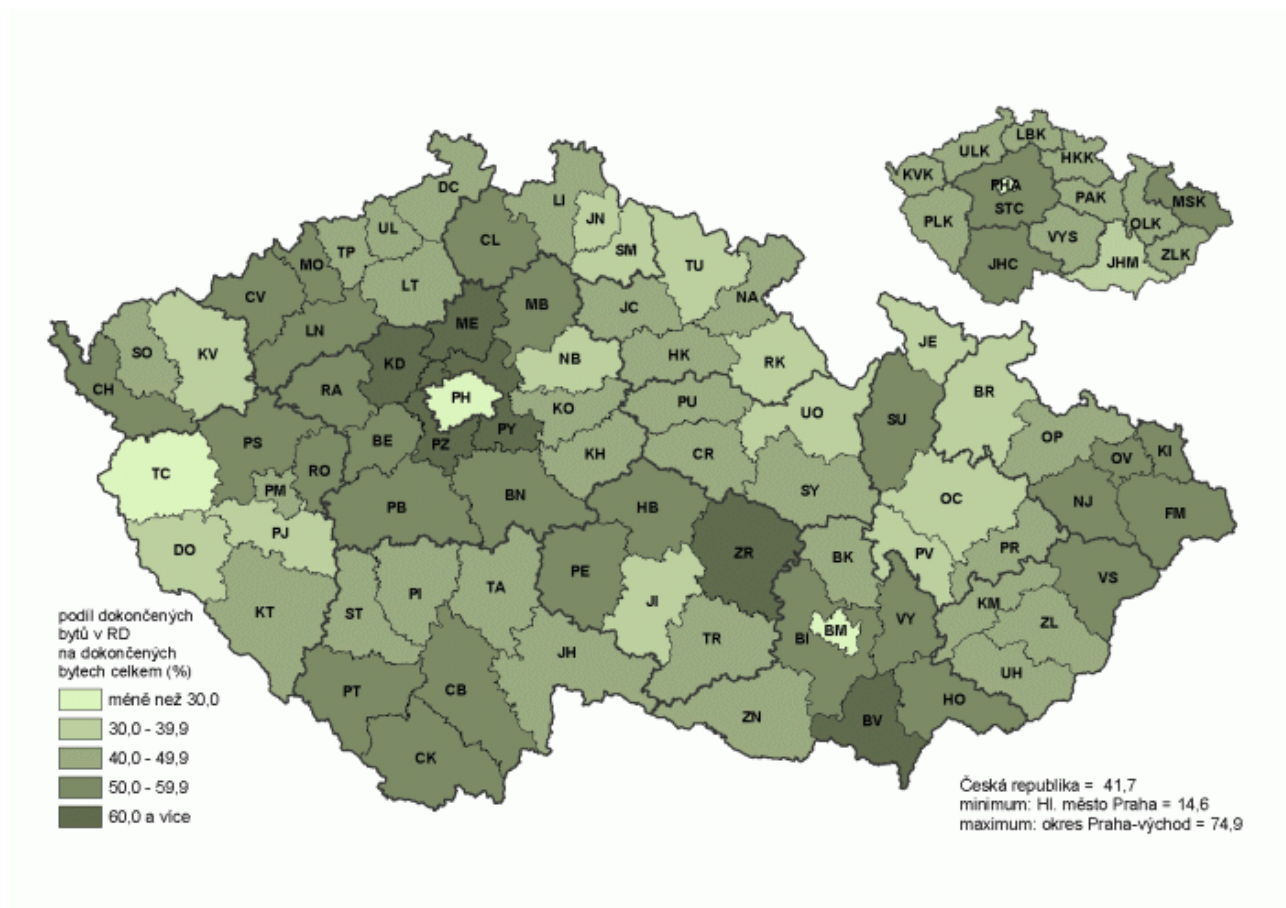 LBK
ULK
HKK
KVK
PHA
PAK
MSK
STC
PLK
OLK
VYS
ZLK
JHC
JHM
DC
LI
JN
UL
CL
SM
TP
MO
TU
LT
CV
NA
MB
JC
ME
LN
JE
SO
KV
NB
HK
RK
KD
CH
RA
BR
PH
PU
UO
KO
SU
PY
OP
BE
PZ
PS
KH
CR
OV
KI
TC
RO
PM
SY
BN
OC
NJ
PB
HB
FM
PJ
DO
PR
ZR
BK
PV
PE
VS
TA
PI
JI
KM
KT
ST
VY
ZL
BM
BI
TR
JH
UH
PT
CB
HO
ZN
BV
CK
podíl dokončených
bytů v RD
na dokončených
bytech celkem (%)
méně než 30,0
30,0 - 39,9
40,0 - 49,9
50,0 - 59,9
60,0 a více
Česká republika = 41,7
minimum: Hl. město Praha = 14,6
maximum: okres Praha-východ = 74,9